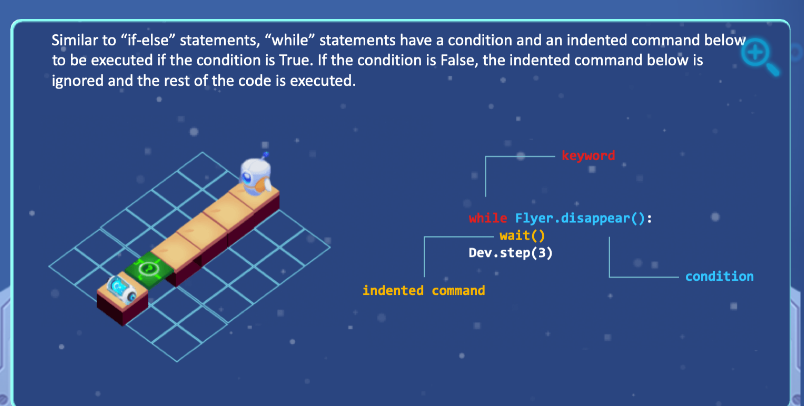 Similar to “if-else” statements, “while” statements have a condition and an indented command below
to be executed if the condition is True. If the condition is False, the indented command below is
ignored and the rest of the code is executed.
keyword
while Flyer.disappear():
wait()
Dev.step(3)
condition
indented command
?